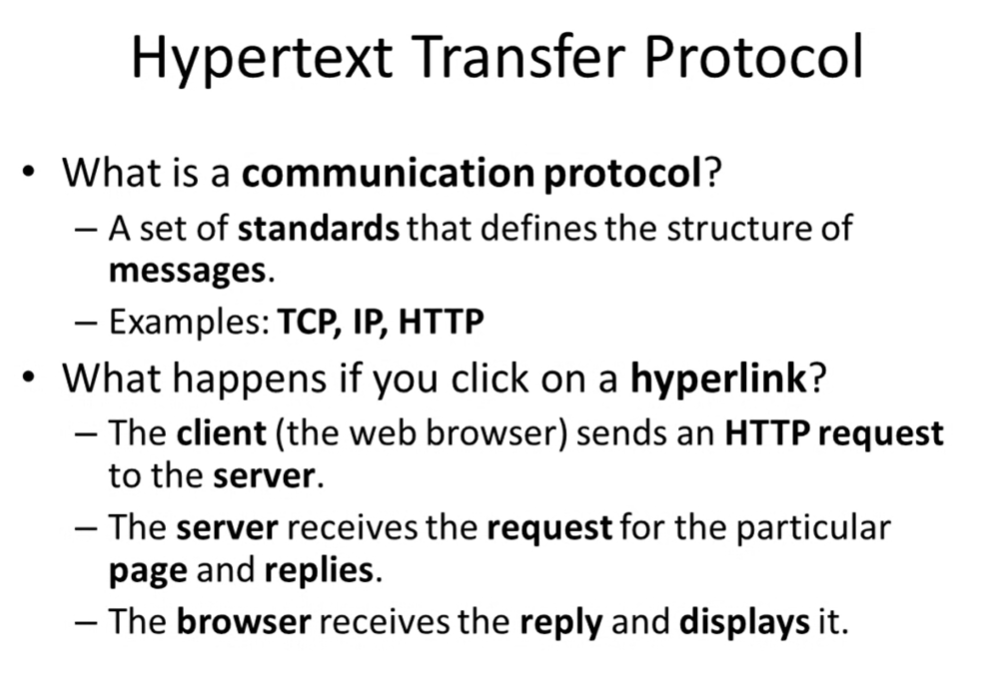 Hypertext Transfer Protocol
• What is a communication protocol?
– A set of standards that defines the structure of
messages.
– Examples: TCP, IP, HTTP
• What happens if you click on a hyperlink?
– The client (the web browser) sends an HTTP request
to the server.
– The server receives the request for the particular
page and replies.
– The browser receives the reply and displays it.